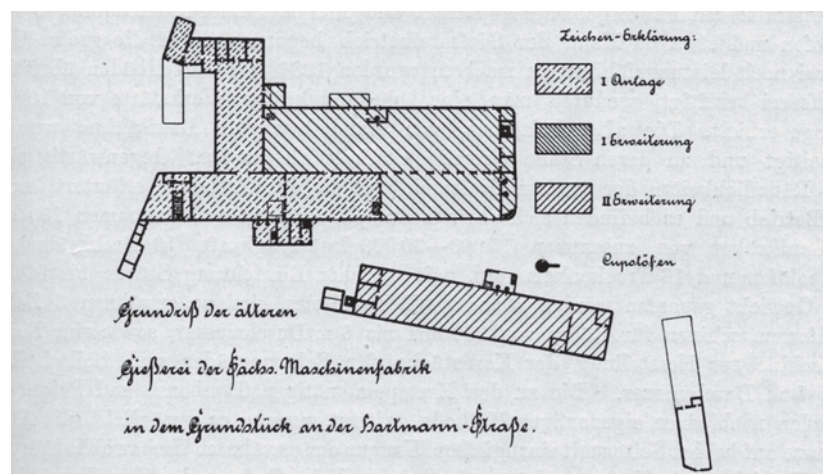 Zeichen-Erklärung:
I Anlage
I Erweiterung
II Erweiterung
Cupolöfen
Grundriß der älteren
Gießerei der Sächs. Maschinenfabrik
in dem Grundstück an der Hartmann-Straße.